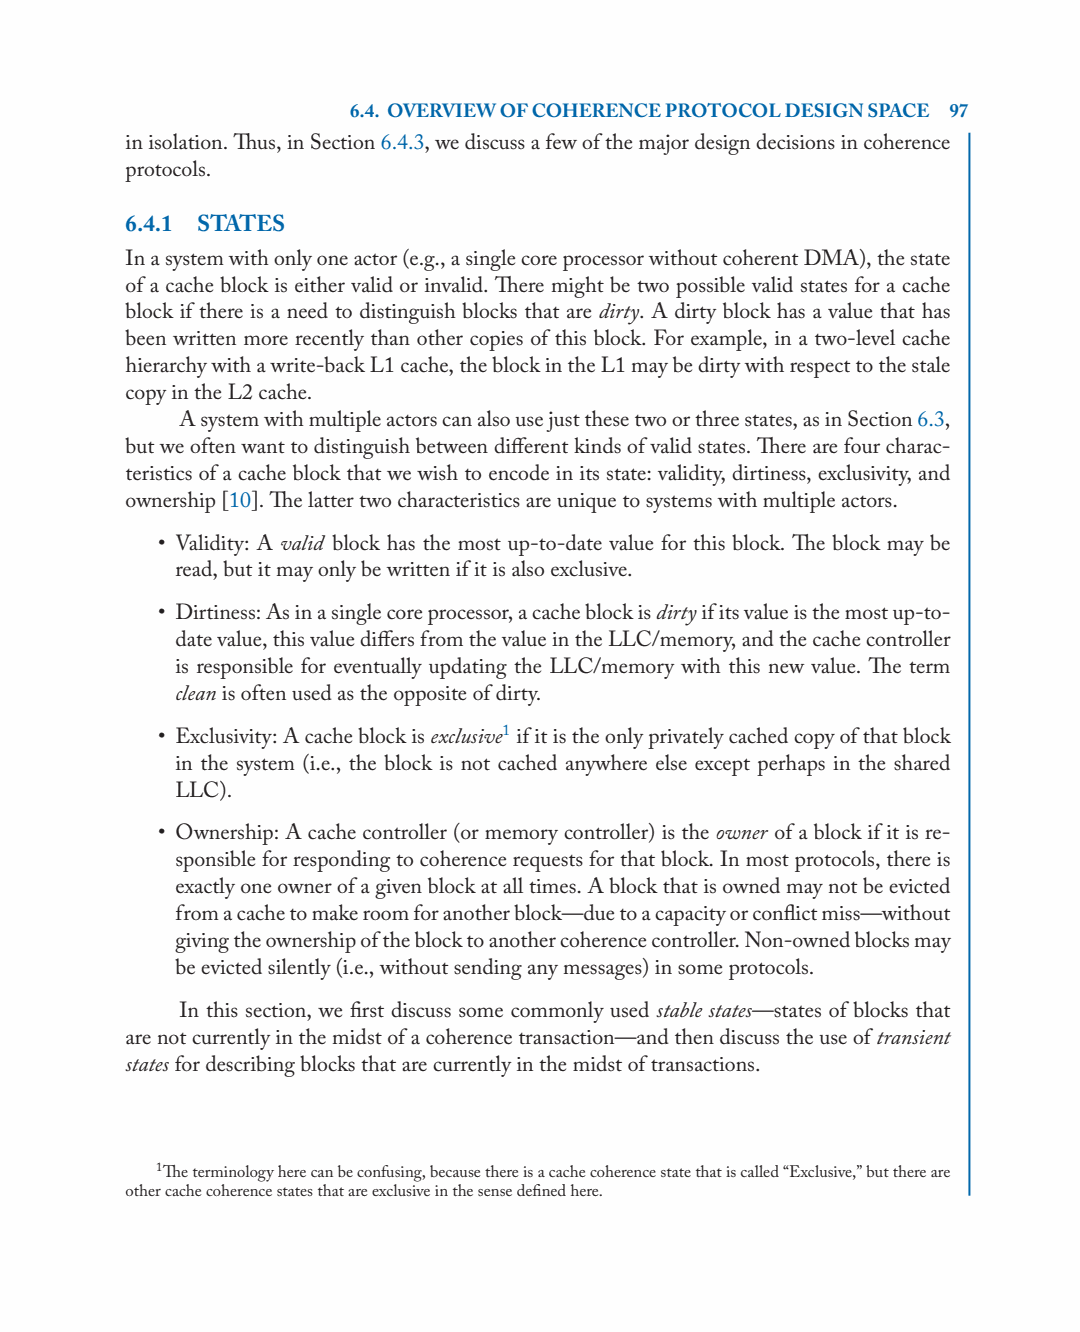 6.4. OVERVIEW OF COHERENCE PROTOCOL DESIGN SPACE 97
in isolation. Thus, in Section 6.4.3, we discuss a few of the major design decisions in coherence
protocols.
6.4.1 STATES
In a system with only one actor (e.g., a single core processor without coherent DMA), the state
of a cache block is either valid or invalid. There might be two possible valid states for a cache
block if there is a need to distinguish blocks that are dirty. A dirty block has a value that has
been written more recently than other copies of this block. For example, in a two-level cache
hierarchy with a write-back L1 cache, the block in the L1 may be dirty with respect to the stale
copy in the L2 cache.
A system with multiple actors can also use just these two or three states, as in Section 6.3,
but we often want to distinguish between different kinds of valid states. There are four charac-
teristics of a cache block that we wish to encode in its state: validity, dirtiness, exclusivity, and
ownership [10]. The latter two characteristics are unique to systems with multiple actors.
• Validity: A valid block has the most up-to-date value for this block. The block may be
read, but it may only be written if it is also exclusive.
• Dirtiness: As in a single core processor, a cache block is dirty if its value is the most up-to-
date value, this value differs from the value in the LLC/memory, and the cache controller
is responsible for eventually updating the LLC/memory with this new value. The term
clean is often used as the opposite of dirty.
• Exclusivity: A cache block is exclusive1 if it is the only privately cached copy of that block
in the system (i.e., the block is not cached anywhere else except perhaps in the shared
LLC).
• Ownership: A cache controller (or memory controller) is the owner of a block if it is re-
sponsible for responding to coherence requests for that block. In most protocols, there is
exactly one owner of a given block at all times. A block that is owned may not be evicted
from a cache to make room for another block—due to a capacity or conflict miss—without
giving the ownership of the block to another coherence controller. Non-owned blocks may
be evicted silently (i.e., without sending any messages) in some protocols.
In this section, we first discuss some commonly used stable states—states of blocks that
are not currently in the midst of a coherence transaction—and then discuss the use of transient
states for describing blocks that are currently in the midst of transactions.
1The terminology here can be confusing, because there is a cache coherence state that is called “Exclusive,” but there are
other cache coherence states that are exclusive in the sense defined here.